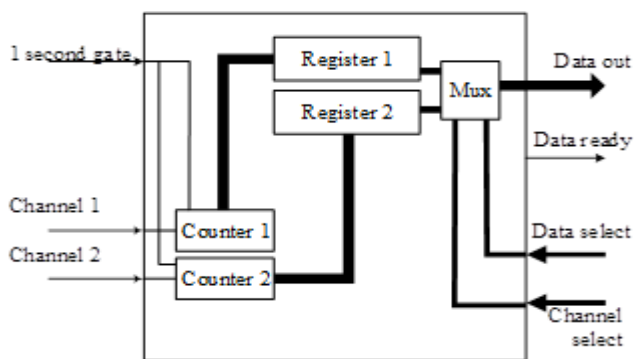 1 second gate
Register 1
Data out
Mux
Register 2
Data ready
Channel 1
Counter 1
Data select
Channel 2
Counter 2
Channel
select